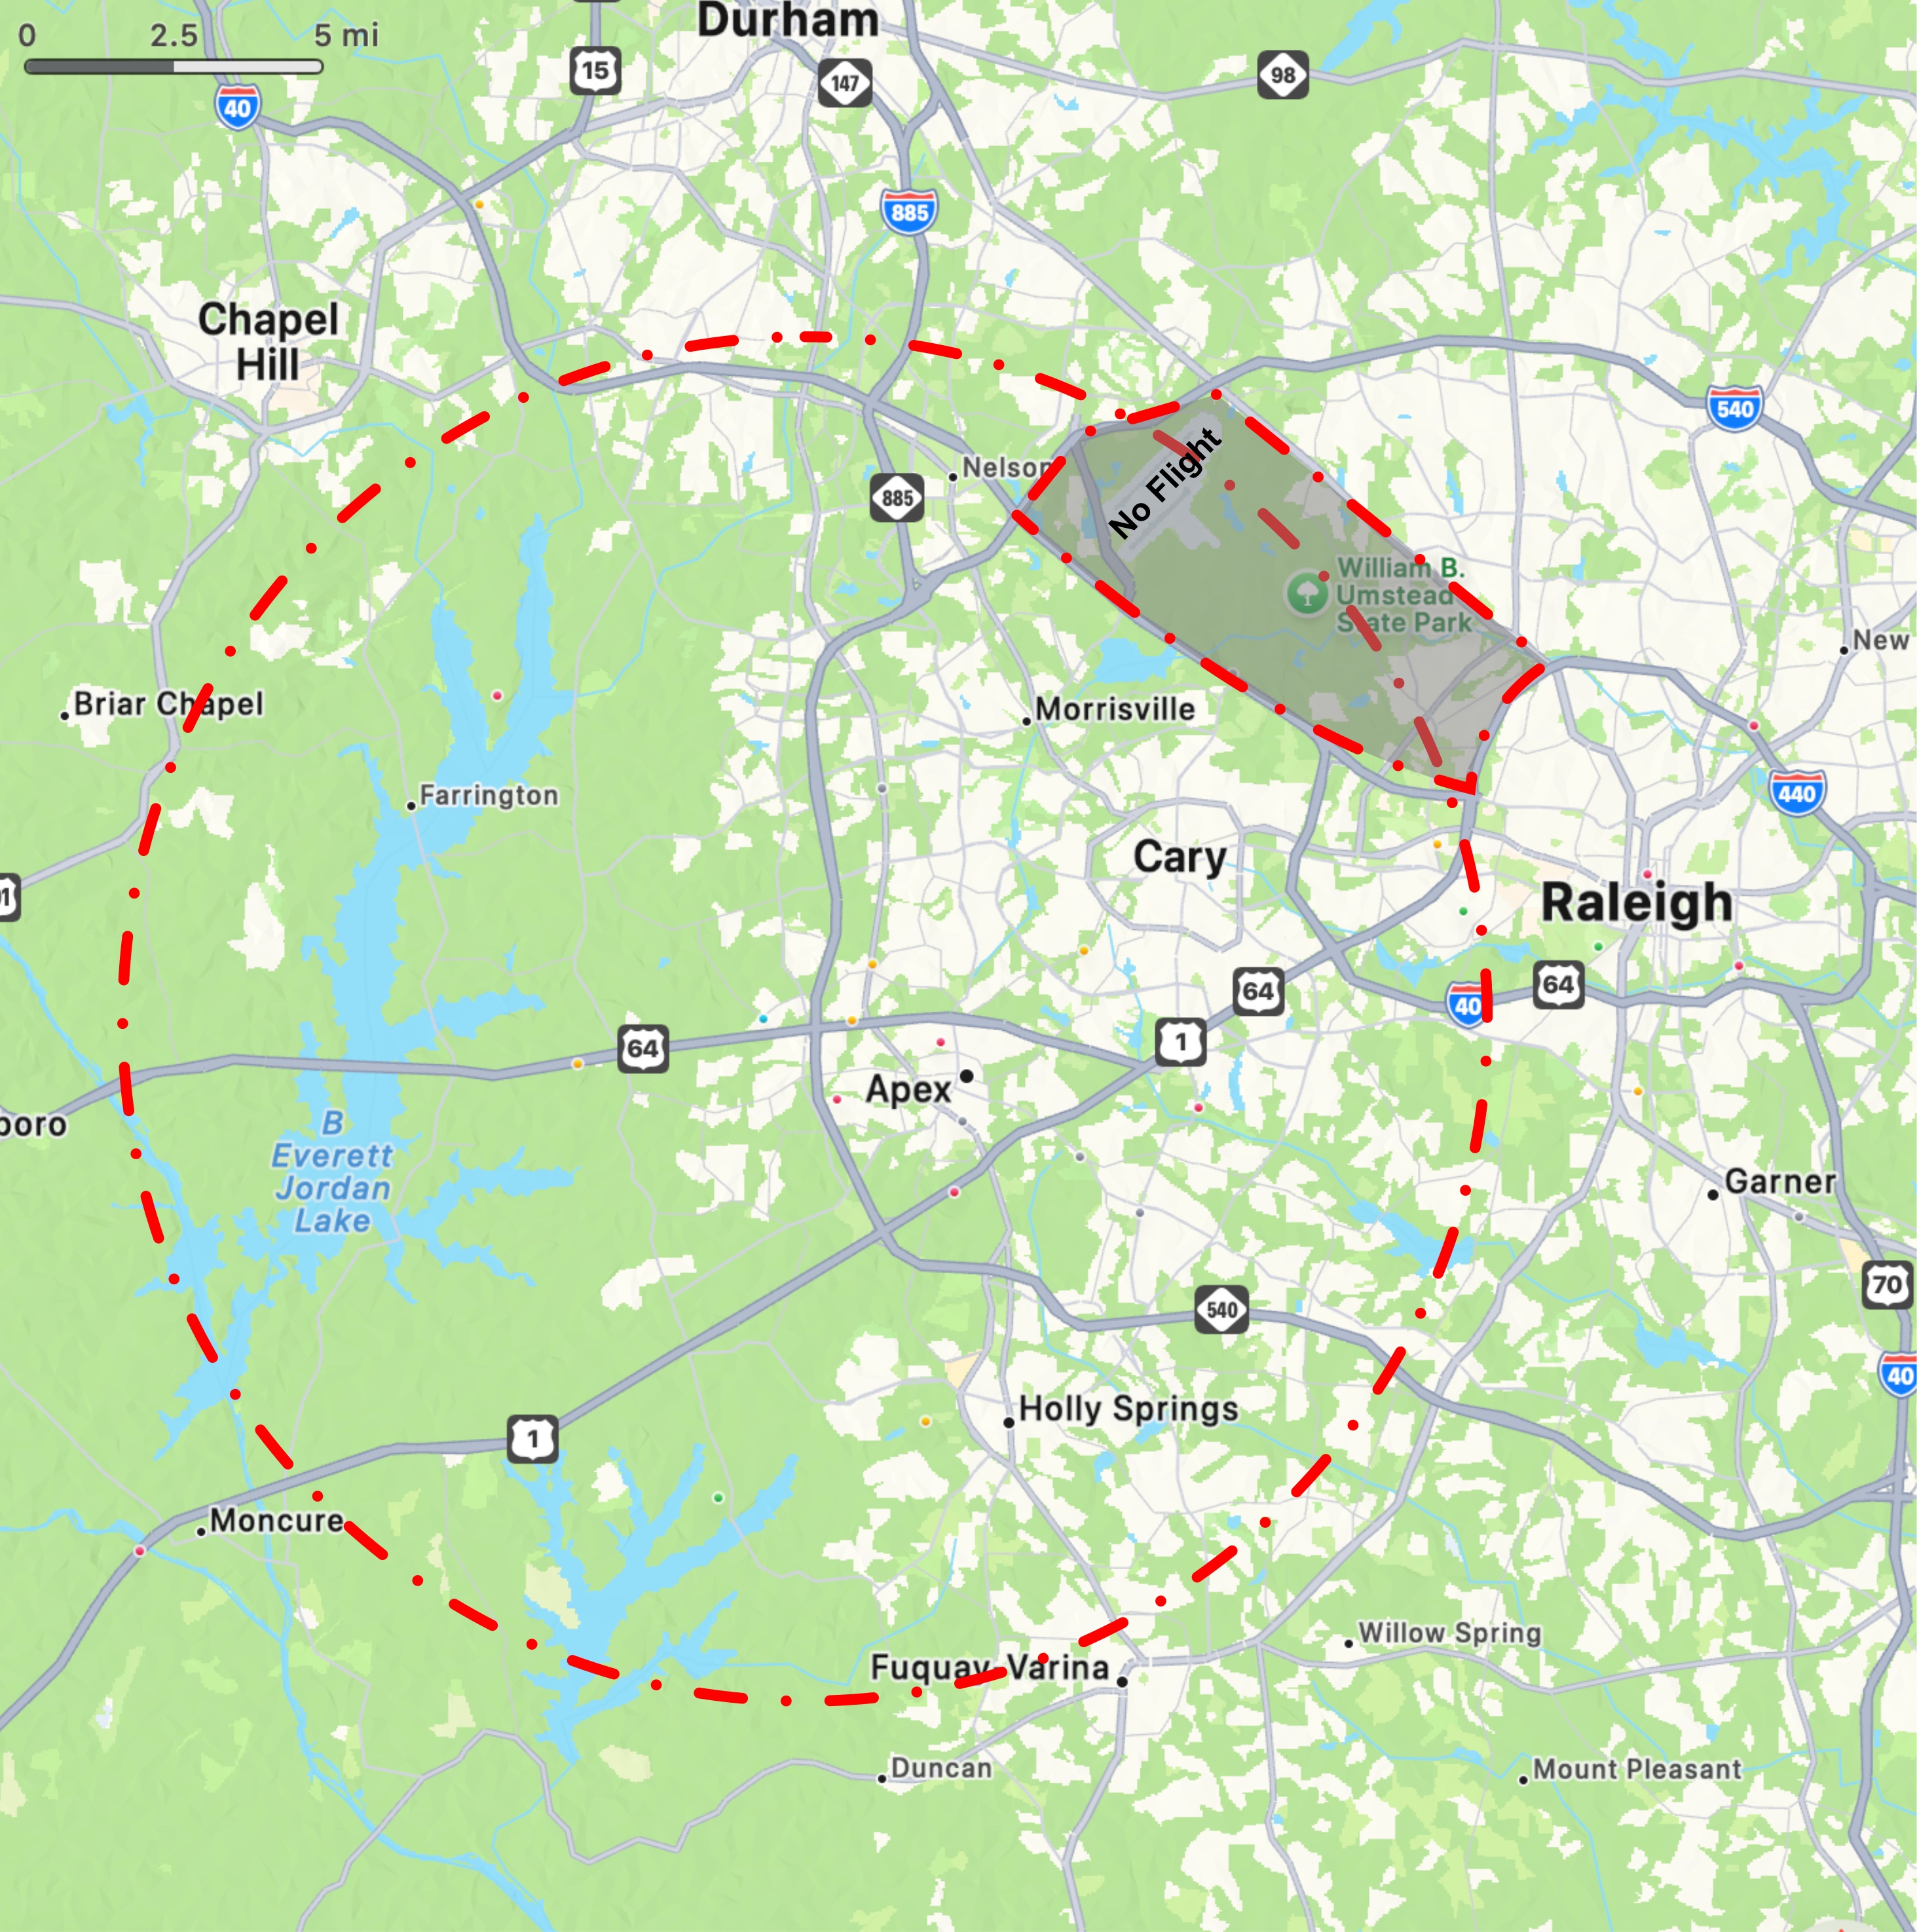 Durham
0 2.5 5 mi
15
147
98
40
885
Chapel
Hill
540
No Flight
Nelson
885
William B.
Umstead
State Park
New
Briar Chapel
Morrisville
Farrington
440
Cary
Raleigh
64
64
40
1
64
Apex
boro
B
Everett
Jordan
Lake
Garner
70
540
40
Holly Springs
1
Moncure
Willow Spring
Fuquay-Varina
Duncan
Mount Pleasant